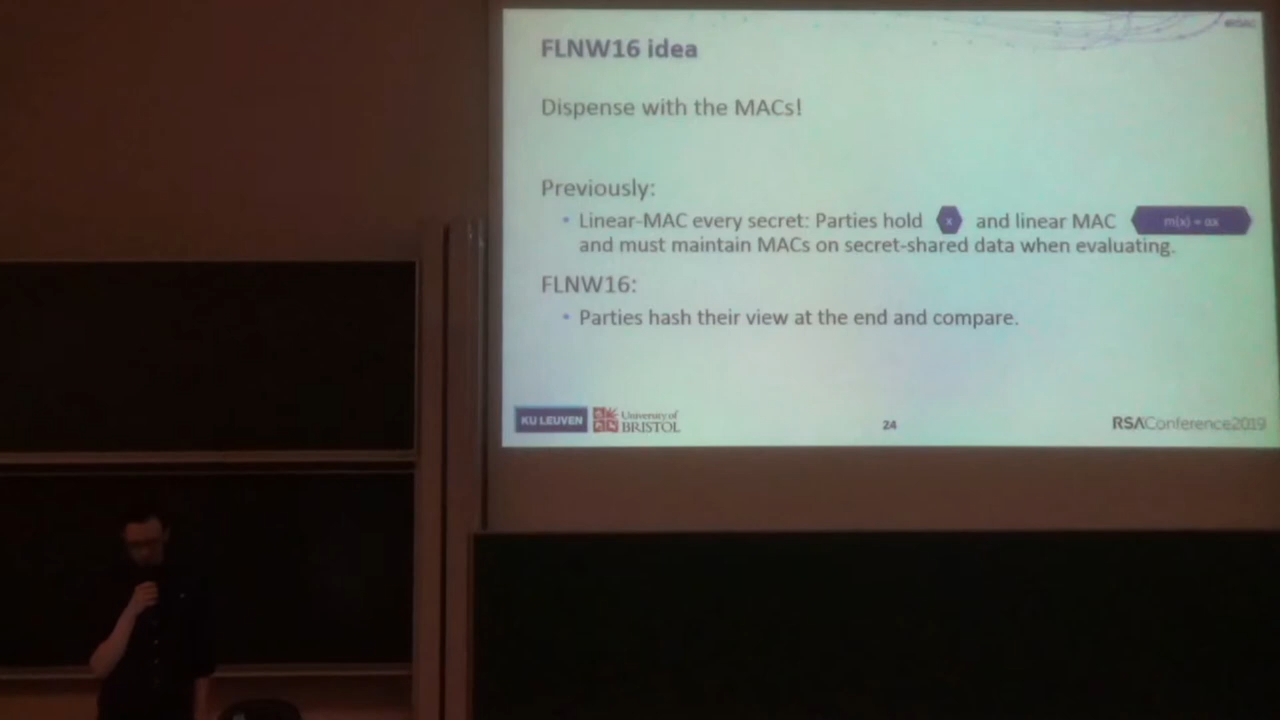 #RSAC
FLNW16 idea
Dispense with the MACs!
Previously:
• Linear-MAC every secret: Parties hold x and linear MAC m(x) = αx
and must maintain MACs on secret-shared data when evaluating.
FLNW16:
• Parties hash their view at the end and compare.
KU LEUVEN
University of
BRISTOL
24
RSAConference2019